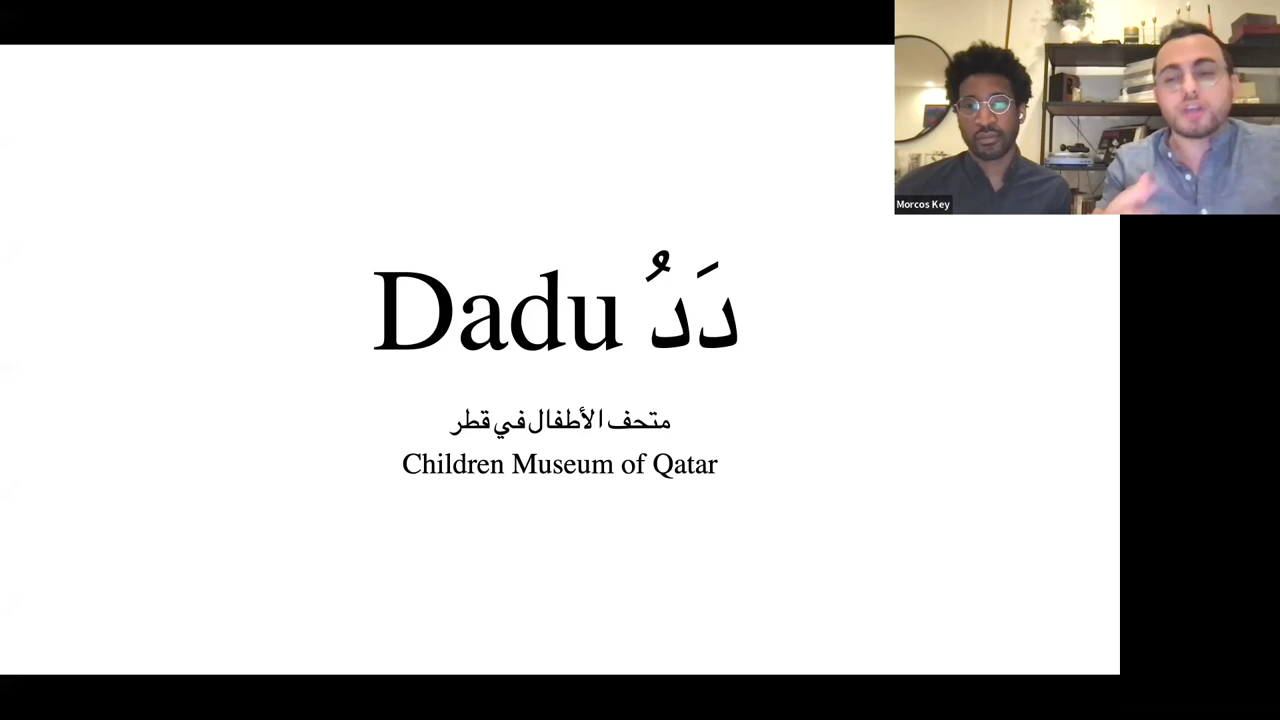 Dadu دَدُ
متحف الأطفال في قطر
Children Museum of Qatar
Morcos Key